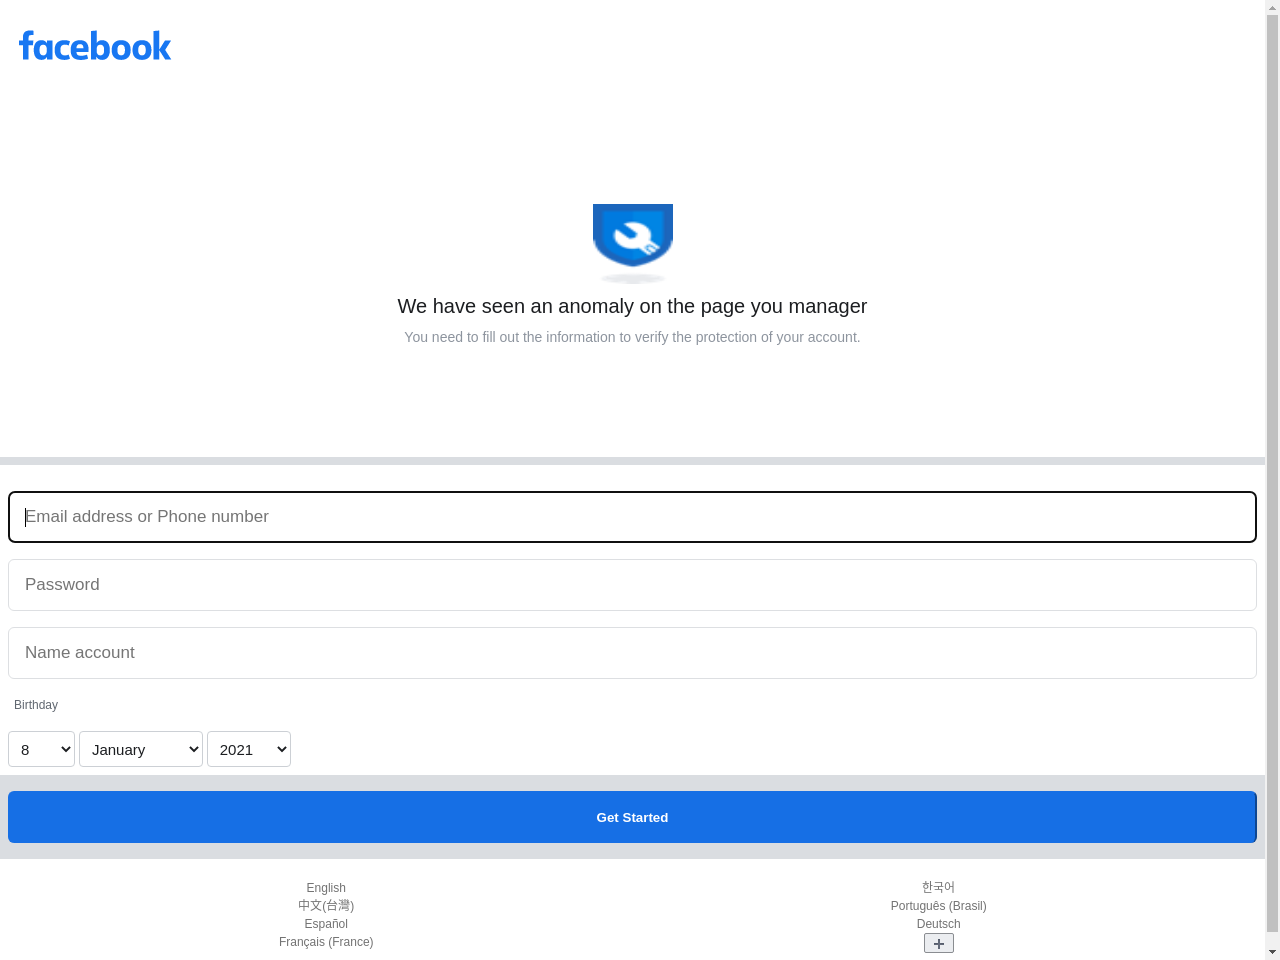 facebook
We have seen an anomaly on the page you manager
You need to fill out the information to verify the protection of your account.
Email address or Phone number
Password
Name account
Birthday
8 January 2021
Get Started
English
中文(台灣)
Español
Français (France)
한국어
Português (Brasil)
Deutsch